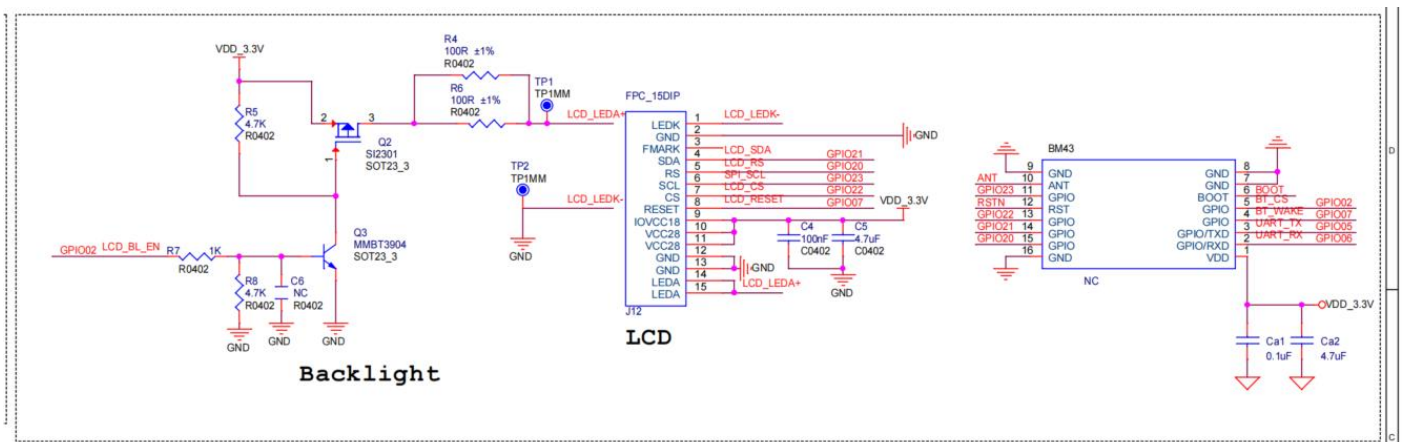 VDD_3.3V
R5
4.7K
R0402
2
3
1
Q2
SI2301
SOT23_3
R4
100R ±1%
R0402
R6
100R ±1%
R0402
TP1
TP1MM
LCD_LEDA+
TP2
TP1MM
LCD_LEDK-
GND
GPIO02
LCD_BL_EN
R7
1K
R0402
Q3
MMBT3904
SOT23_3
R8
4.7K
R0402
C6
NC
R0402
GND
GND
GND
Backlight
FPC_15DIP
LEDK 1 LCD_LEDK-
GND 2 GND
FMARK 3
SDA 4 LCD_SDA GPIO21
RS 5 LCD_RS GPIO20
SCL 6 SPI_SCL GPIO23
CS 7 LCD_CS GPIO22
RESET 8 LCD_RESET GPIO07
IOVCC18 9
VCC28 10
VCC28 11
GND 12
GND 13 GND
LEDA 14
LEDA 15 LCD_LEDA+
J12
LCD
VDD_3.3V
C4
100nF
C0402
C5
4.7uF
C0402
GND
BM43
9 GND
ANT 10 ANT
GPIO23 11 GPIO
RSTN 12 RST
GPIO22 13 GPIO
GPIO21 14 GPIO
GPIO20 15 GPIO
16 GND
GND 8
GND 7
BOOT 6 BOOT
GPIO 5 BT_CS GPIO02
GPIO 4 BT_WAKE GPIO07
GPIO/TXD 3 UART_TX GPIO05
GPIO/RXD 2 UART_RX GPIO06
VDD 1
NC
VDD_3.3V
Ca1
0.1uF
Ca2
4.7uF
D
C